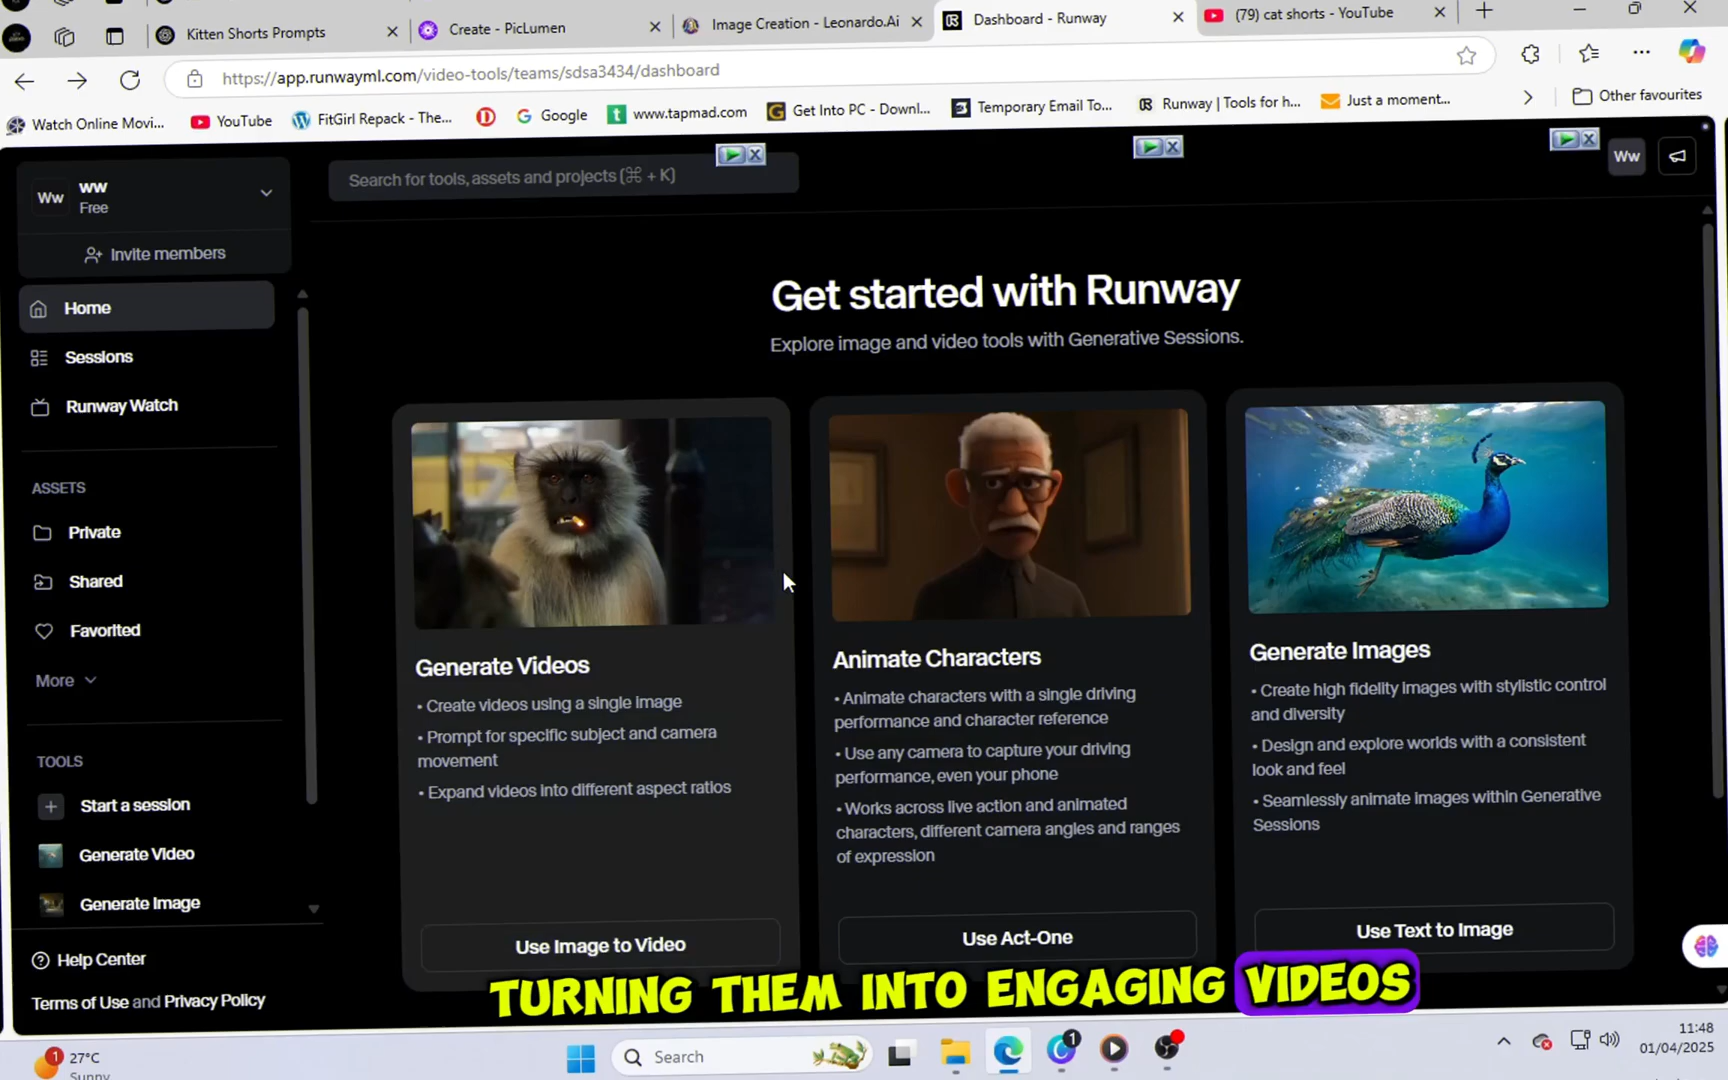 Kitten Shorts Prompts
Create - PicLumen
Image Creation - Leonardo.Ai
Dashboard - Runway
(79) cat shorts - YouTube
https://app.runwayml.com/video-tools/teams/sdsa3434/dashboard
Watch Online Movi...
YouTube
FitGirl Repack - The...
Google
www.tapmad.com
Get Into PC - Downl...
Temporary Email To...
Runway | Tools for h...
Just a moment...
Other favourites
Ww
ww
Free
Search for tools, assets and projects (⌘ + K)
Ww
Invite members
Home
Sessions
Runway Watch
ASSETS
Private
Shared
Favorited
More
TOOLS
Start a session
Generate Video
Generate Image
Help Center
Terms of Use and Privacy Policy
Get started with Runway
Explore image and video tools with Generative Sessions.
Generate Videos
• Create videos using a single image
• Prompt for specific subject and camera
movement
• Expand videos into different aspect ratios
Use Image to Video
Animate Characters
• Animate characters with a single driving
performance and character reference
• Use any camera to capture your driving
performance, even your phone
• Works across live action and animated
characters, different camera angles and ranges
of expression
Use Act-One
Generate Images
• Create high fidelity images with stylistic control
and diversity
• Design and explore worlds with a consistent
look and feel
• Seamlessly animate images within Generative
Sessions
Use Text to Image
TURNING THEM INTO ENGAGING VIDEOS
1
27°C
Sunny
Search
1
11:48
01/04/2025